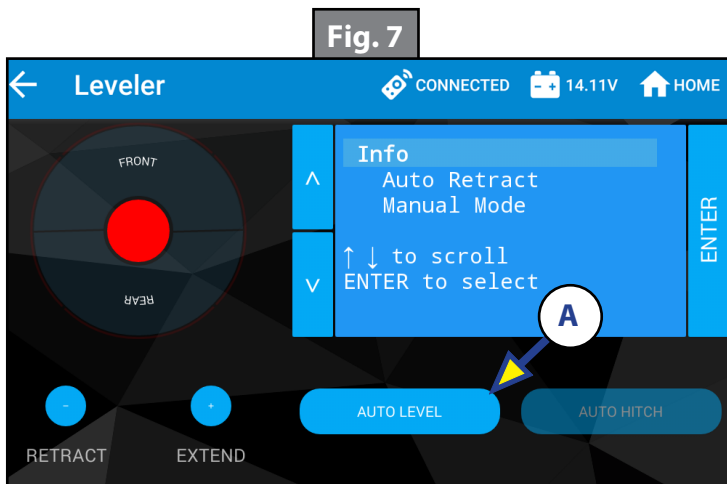 Fig. 7
← Leveler
CONNECTED
14.11V
HOME
FRONT
REAR
Info
Auto Retract
Manual Mode
↑ ↓ to scroll
ENTER to select
ENTER
A
AUTO LEVEL
AUTO HITCH
-
+
RETRACT
EXTEND